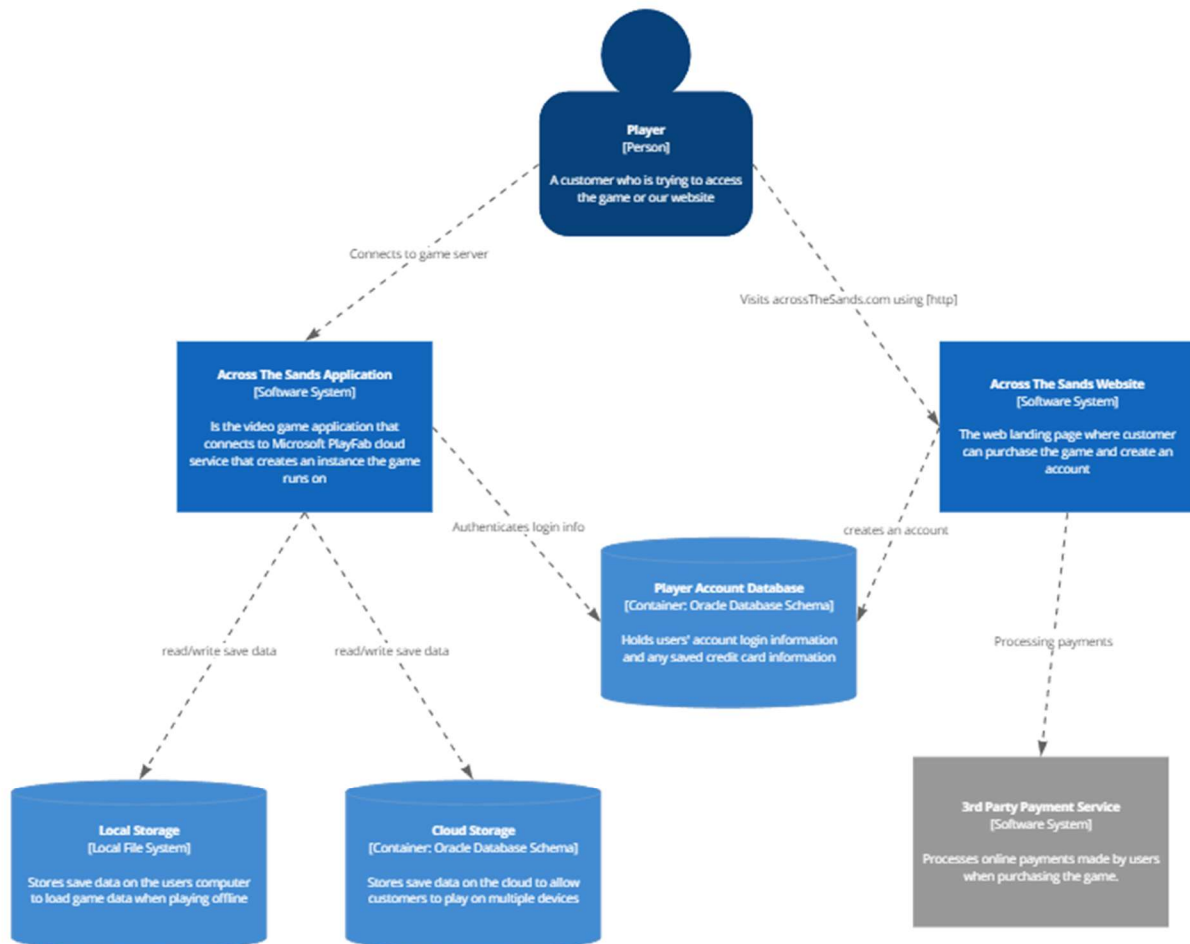 Player
[Person]
A customer who is trying to access
the game or our website
Connects to game server
Visits acrossTheSands.com using [http]
Across The Sands Application
[Software System]
Is the video game application that
connects to Microsoft PlayFab cloud
service that creates an instance the game
runs on
Across The Sands Website
[Software System]
The web landing page where customer
can purchase the game and create an
account
Authenticates login info
creates an account
Player Account Database
[Container: Oracle Database Schema]
Holds users' account login information
and any saved credit card information
read/write save data
read/write save data
Processing payments
Local Storage
[Local File System]
Stores save data on the users computer
to load game data when playing offline
Cloud Storage
[Container: Oracle Database Schema]
Stores save data on the cloud to allow
customers to play on multiple devices
3rd Party Payment Service
[Software System]
Processes online payments made by users
when purchasing the game.